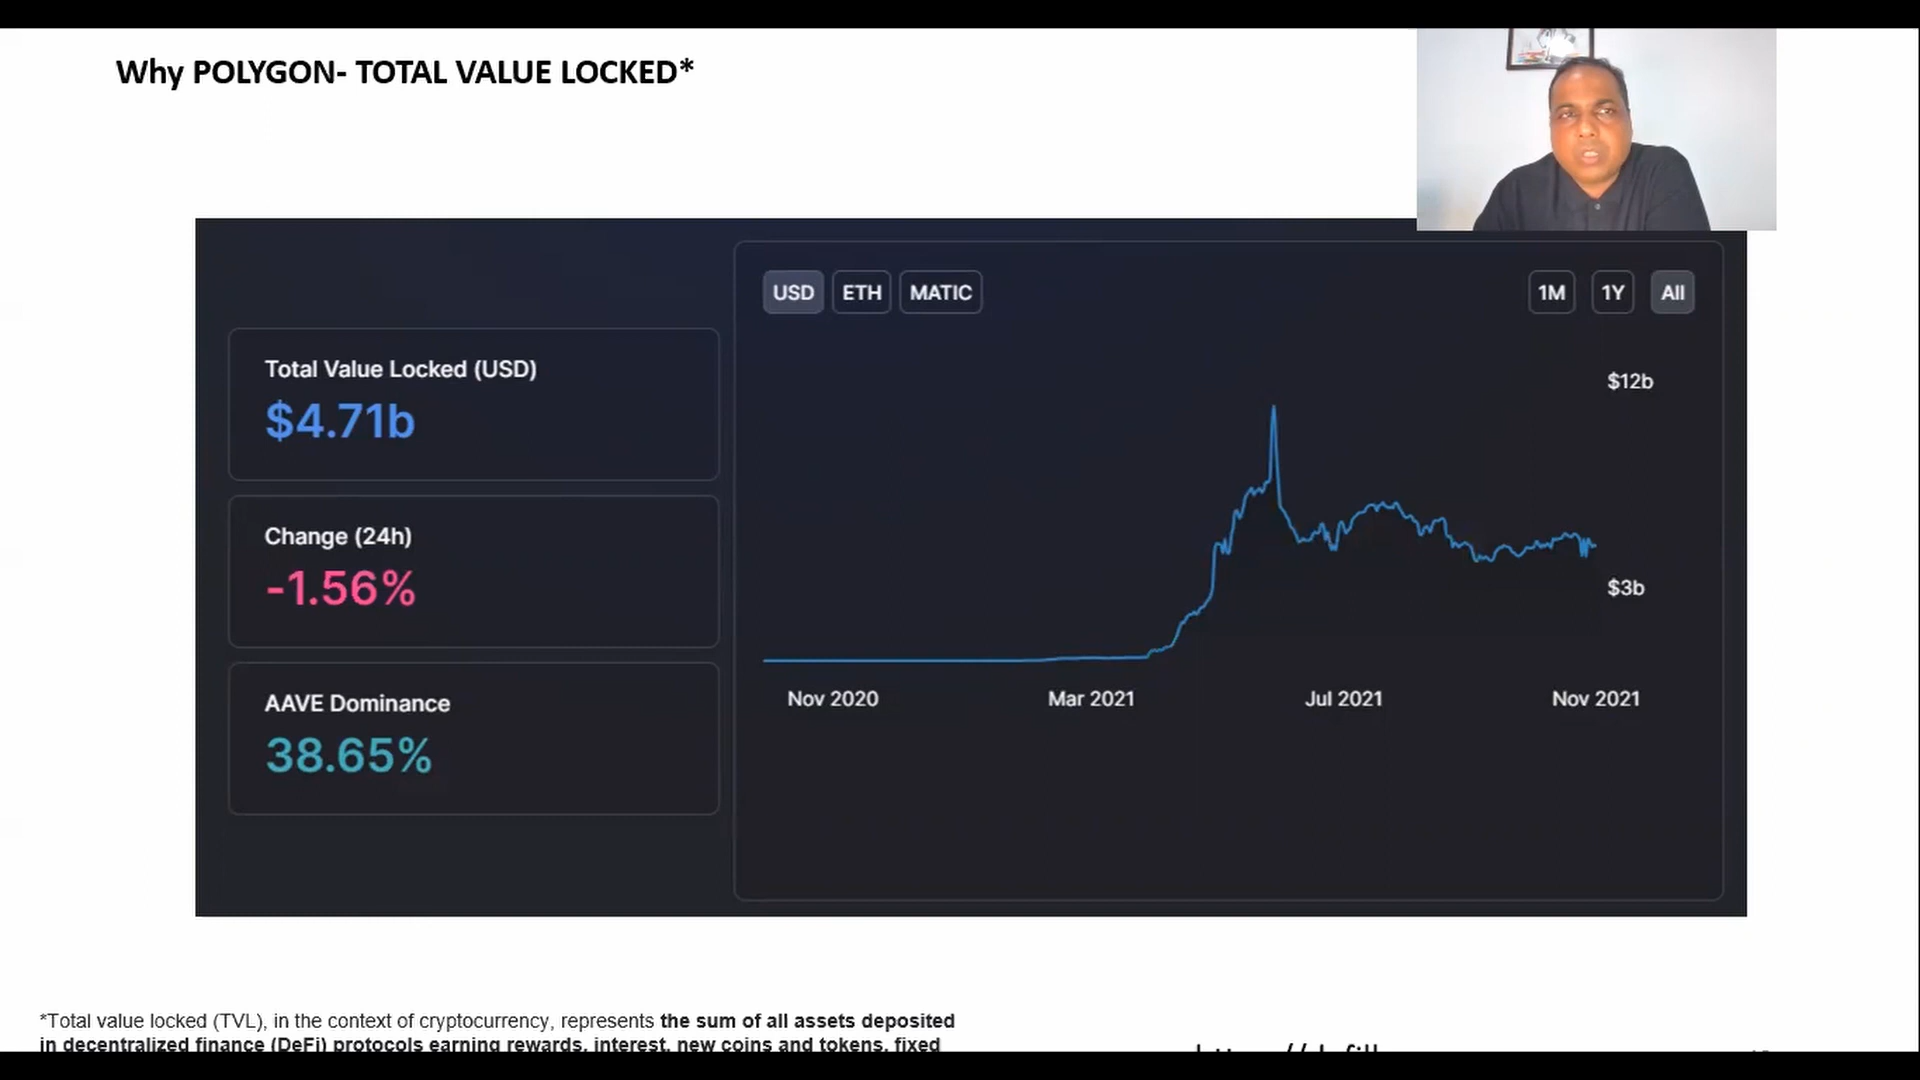 Why POLYGON- TOTAL VALUE LOCKED*
USD ETH MATIC
1M 1Y All
Total Value Locked (USD)
$4.71b
Change (24h)
-1.56%
AAVE Dominance
38.65%
$12b
$3b
Nov 2020 Mar 2021 Jul 2021 Nov 2021
*Total value locked (TVL), in the context of cryptocurrency, represents the sum of all assets deposited
in decentralized finance (DeFi) protocols earning rewards, interest, new coins and tokens, fixed